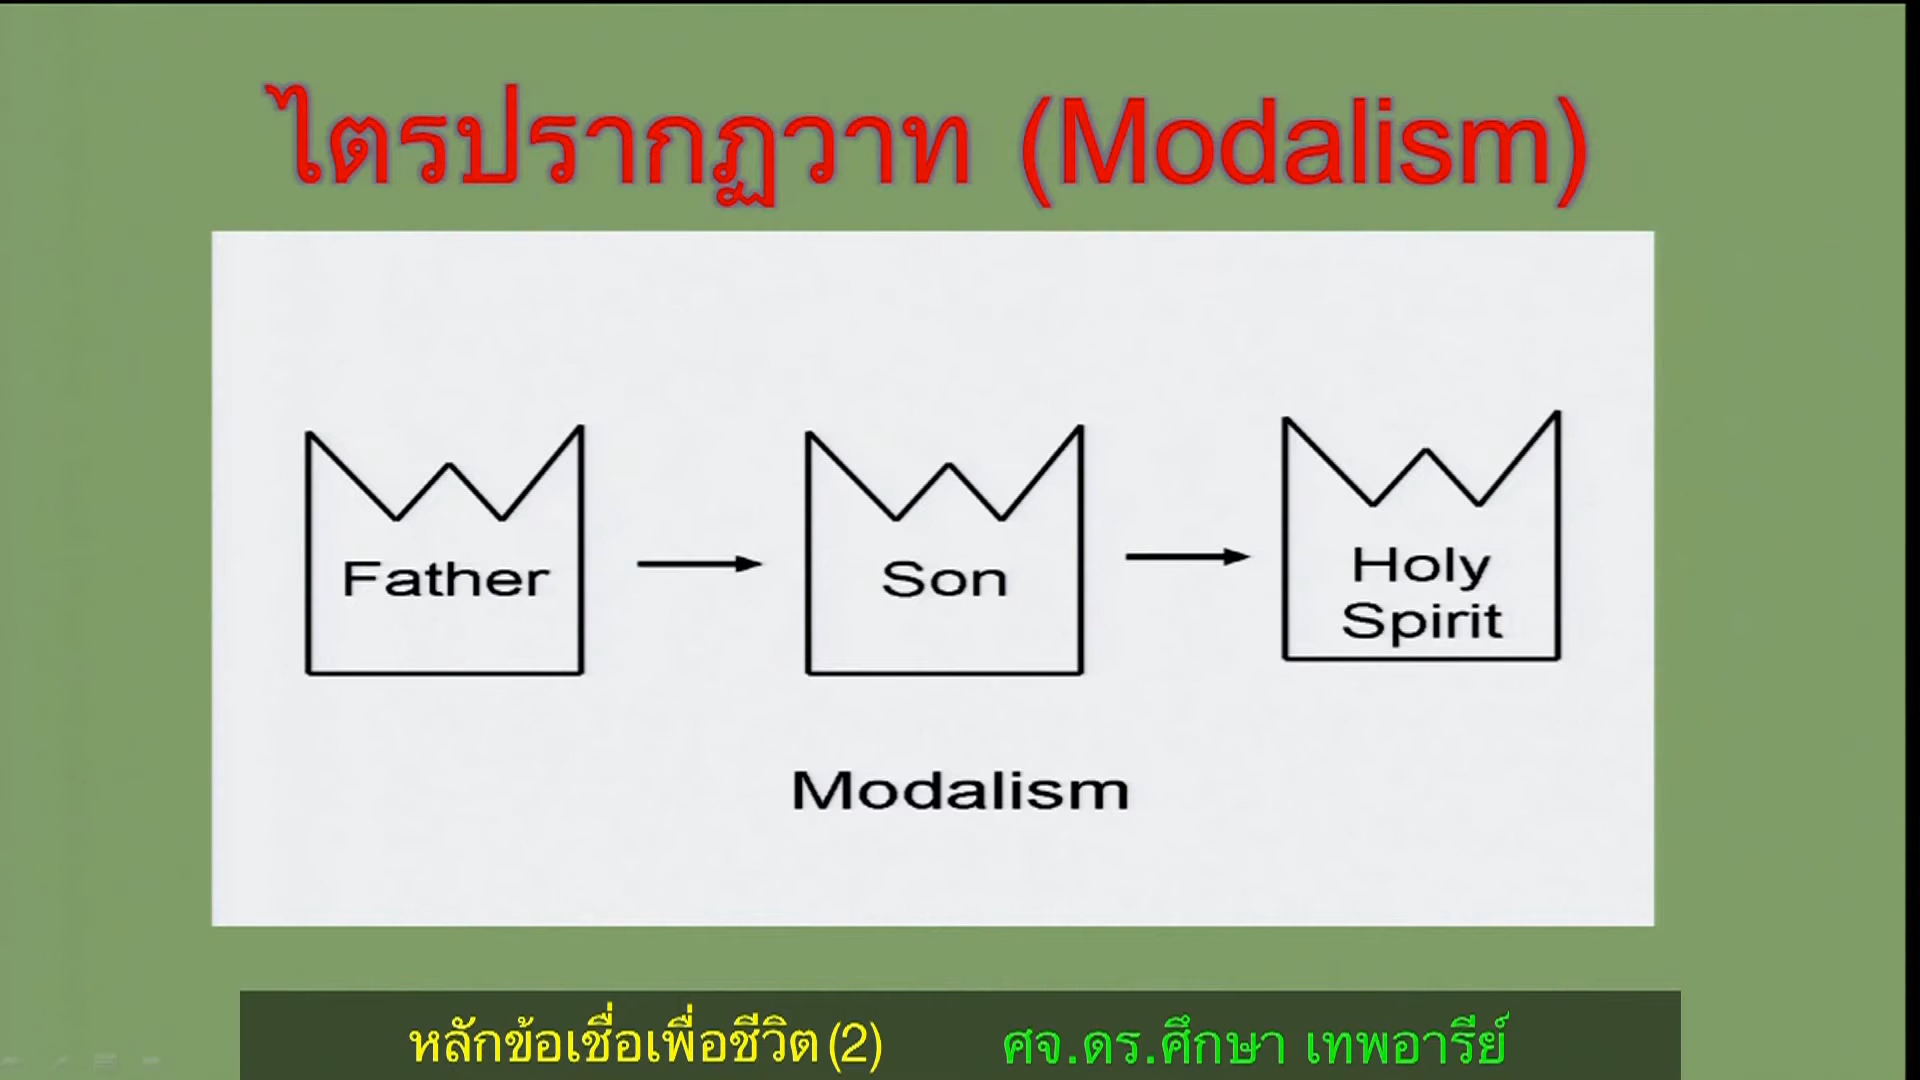 ไตรปรากฏวาท (Modalism)
Father
Son
Holy
Spirit
Modalism
หลักข้อเชื่อเพื่อชีวิต(2) ศจ.ดร.ศึกษา เทพอารีย์